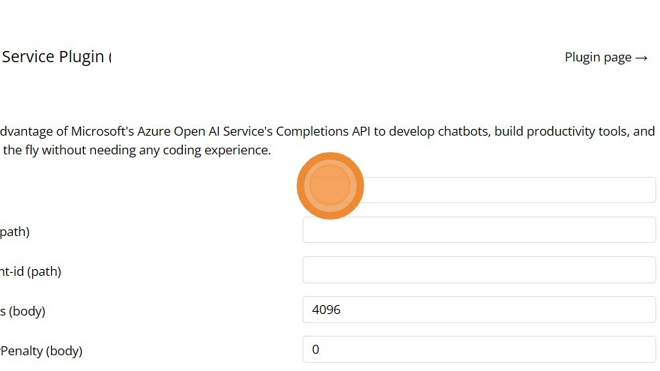 Service Plugin (
Plugin page →
dvantage of Microsoft's Azure Open AI Service's Completions API to develop chatbots, build productivity tools, and
the fly without needing any coding experience.
path)
nt-id (path)
s (body)
4096
Penalty (body)
0